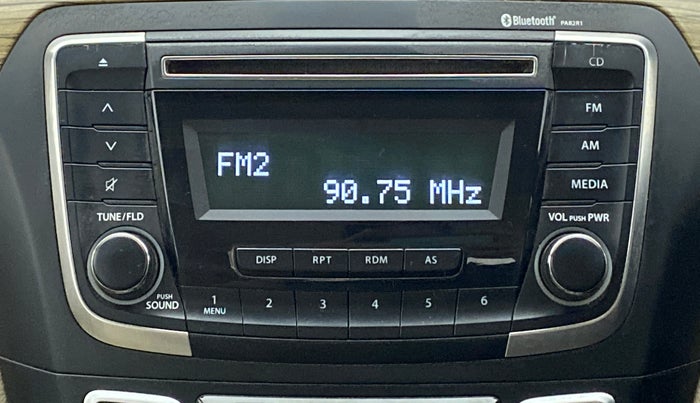 Bluetooth® PA82R1
CD
FM
AM
MEDIA
FM2
90.75 MHz
TUNE/FLD
VOL PUSH PWR
DISP RPT RDM AS
PUSH
SOUND
1 2 3 4 5 6
MENU